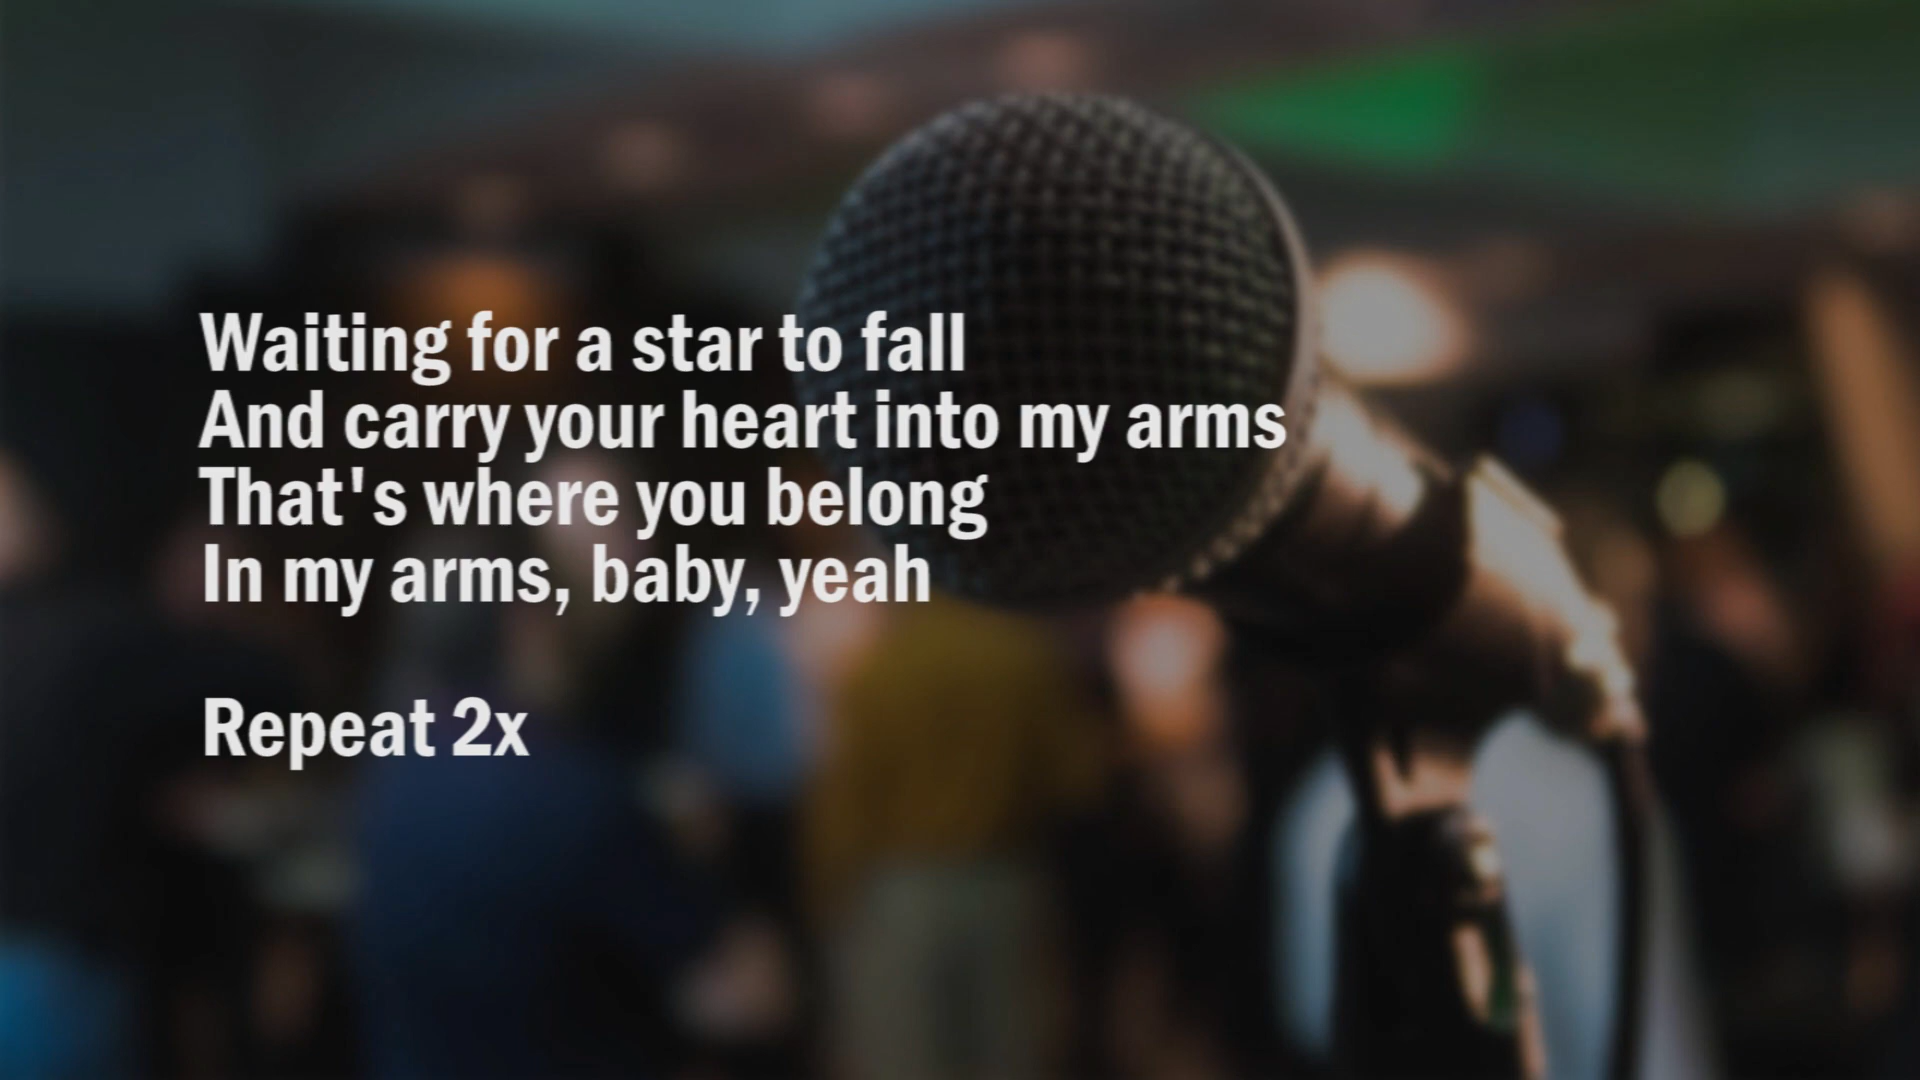 Waiting for a star to fall
And carry your heart into my arms
That's where you belong
In my arms, baby, yeah
Repeat 2x